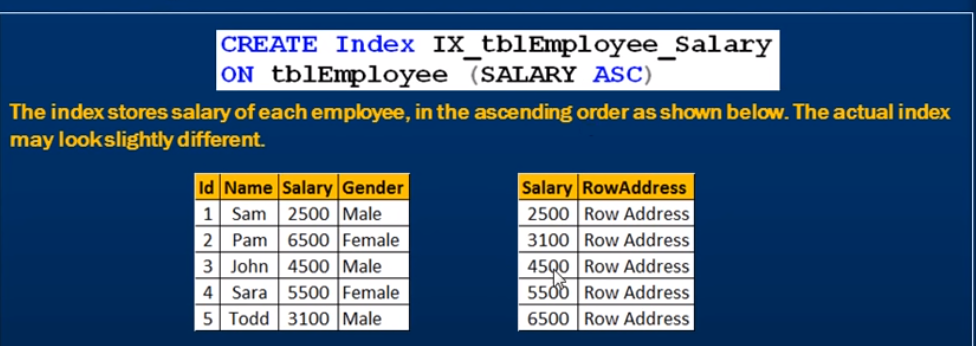 CREATE Index IX_tblEmployee_Salary
ON tblEmployee (SALARY ASC)
The index stores salary of each employee, in the ascending order as shown below. The actual index
may look slightly different.
Id Name Salary Gender
1 Sam 2500 Male
2 Pam 6500 Female
3 John 4500 Male
4 Sara 5500 Female
5 Todd 3100 Male
Salary RowAddress
2500 Row Address
3100 Row Address
4500 Row Address
5500 Row Address
6500 Row Address